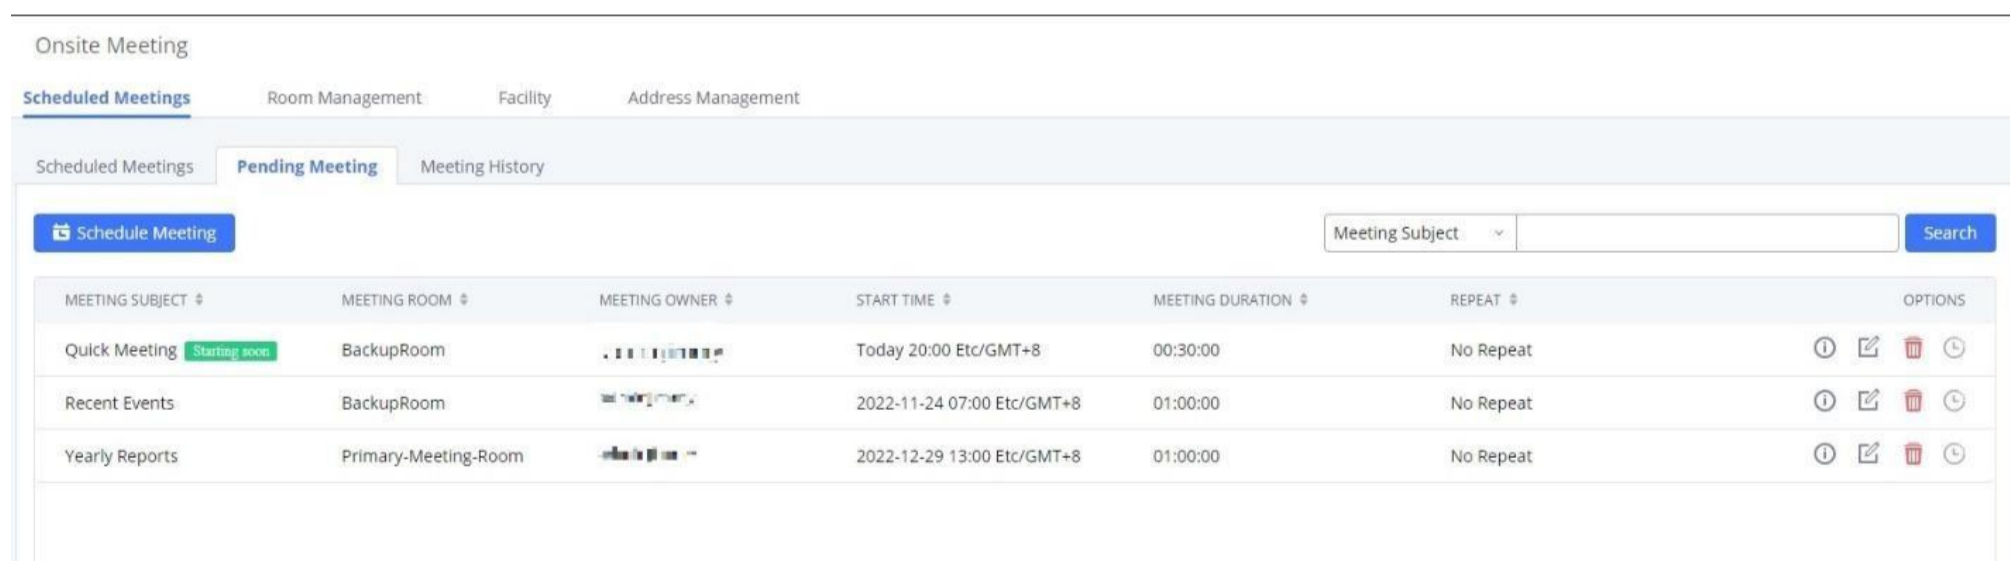 Onsite Meeting
Scheduled Meetings Room Management Facility Address Management
Scheduled Meetings Pending Meeting Meeting History
Schedule Meeting Meeting Subject Search
MEETING SUBJECT MEETING ROOM MEETING OWNER START TIME MEETING DURATION REPEAT OPTIONS
Quick Meeting Starting soon BackupRoom Today 20:00 Etc/GMT+8 00:30:00 No Repeat
Recent Events BackupRoom 2022-11-24 07:00 Etc/GMT+8 01:00:00 No Repeat
Yearly Reports Primary-Meeting-Room 2022-12-29 13:00 Etc/GMT+8 01:00:00 No Repeat